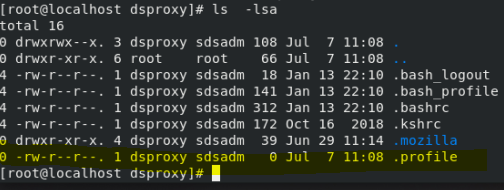 [root@localhost dsproxy]# ls  -lsa
total 16
0 drwxrwx--x. 3 dsproxy sdsadm 108 Jul  7 11:08 .
0 drwxr-xr-x. 6 root    root    66 Jul  7 11:08 ..
4 -rw-r--r--. 1 dsproxy sdsadm  18 Jan 13 22:10 .bash_logout
4 -rw-r--r--. 1 dsproxy sdsadm 141 Jan 13 22:10 .bash_profile
4 -rw-r--r--. 1 dsproxy sdsadm 312 Jan 13 22:10 .bashrc
4 -rw-r--r--. 1 dsproxy sdsadm 172 Oct 16  2018 .kshrc
0 drwxr-xr-x. 4 dsproxy sdsadm  39 Jun 29 11:14 .mozilla
0 -rw-r--r--. 1 dsproxy sdsadm   0 Jul  7 11:08 .profile
[root@localhost dsproxy]#